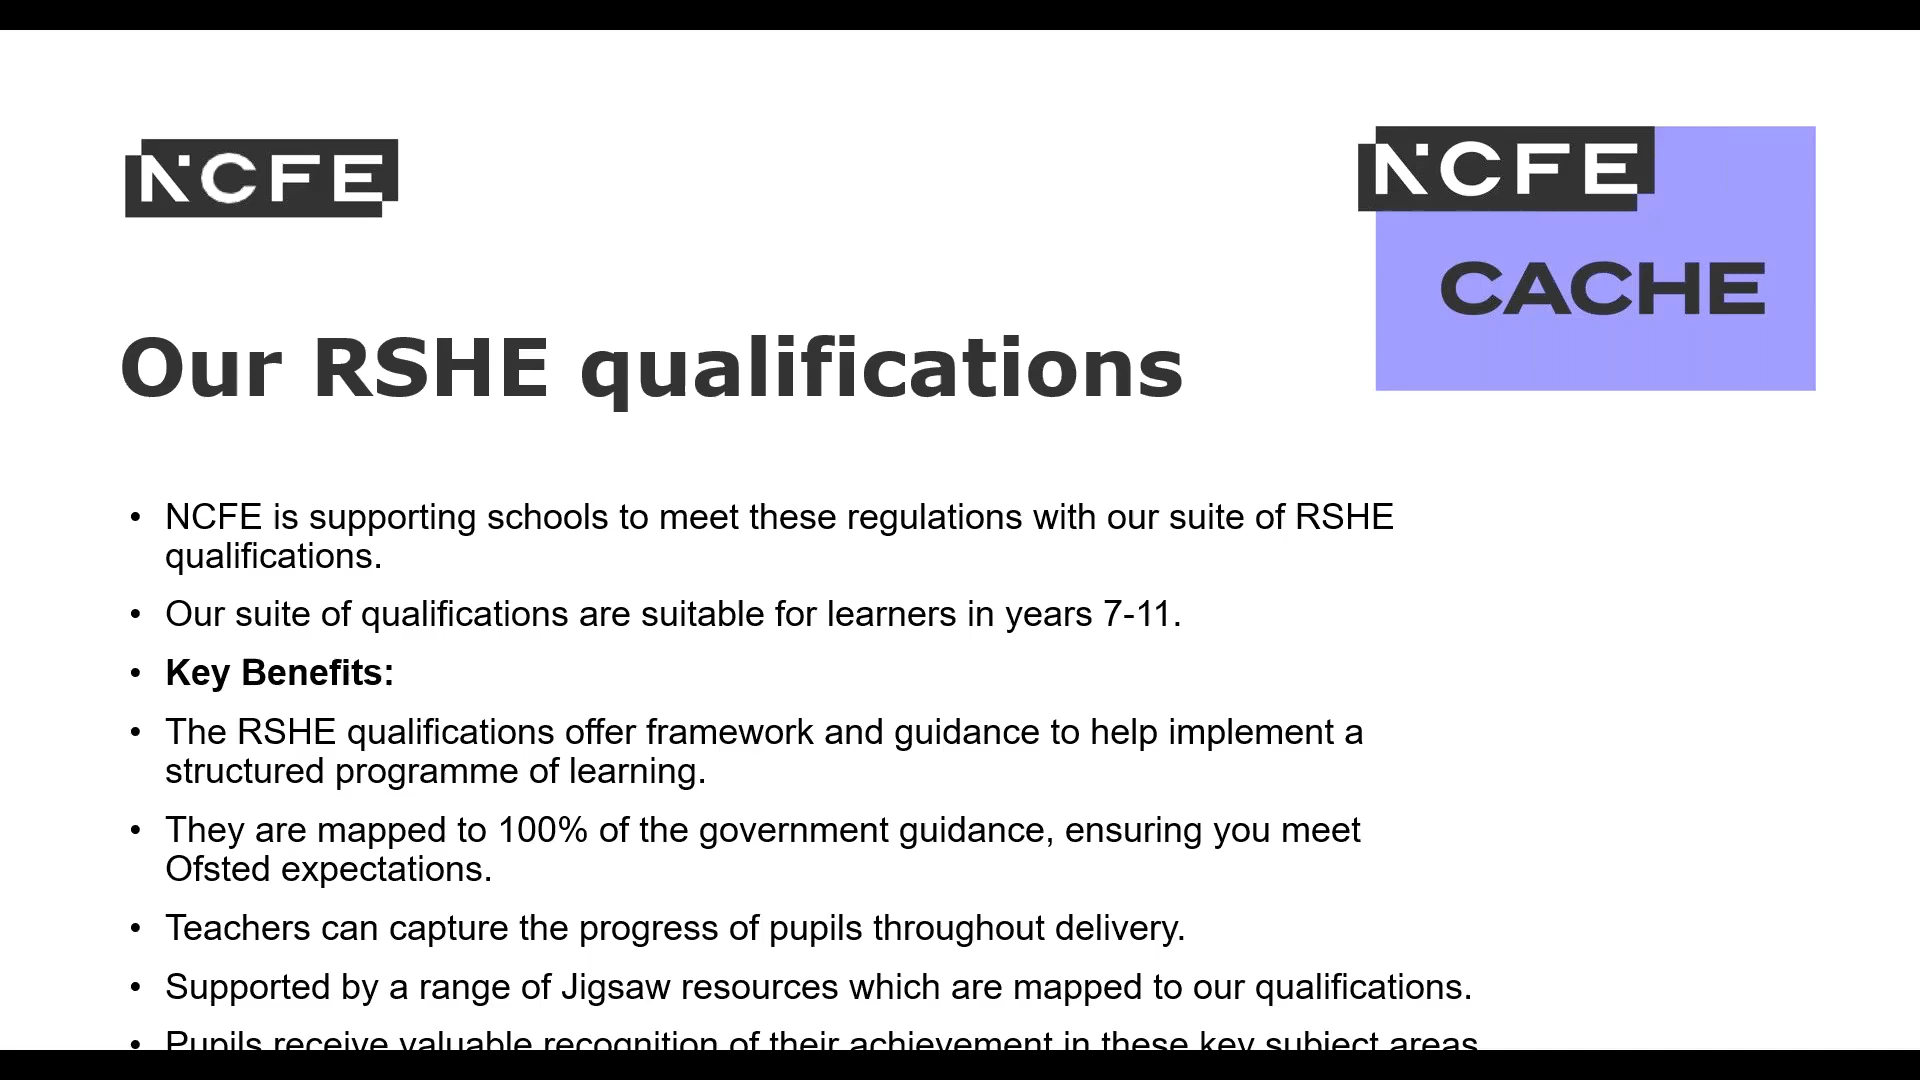 NCFE
NCFE
CACHE
Our RSHE qualifications
• NCFE is supporting schools to meet these regulations with our suite of RSHE
qualifications.
• Our suite of qualifications are suitable for learners in years 7-11.
• Key Benefits:
• The RSHE qualifications offer framework and guidance to help implement a
structured programme of learning.
• They are mapped to 100% of the government guidance, ensuring you meet
Ofsted expectations.
• Teachers can capture the progress of pupils throughout delivery.
• Supported by a range of Jigsaw resources which are mapped to our qualifications.
• Pupils receive valuable recognition of their achievement in these key subject areas